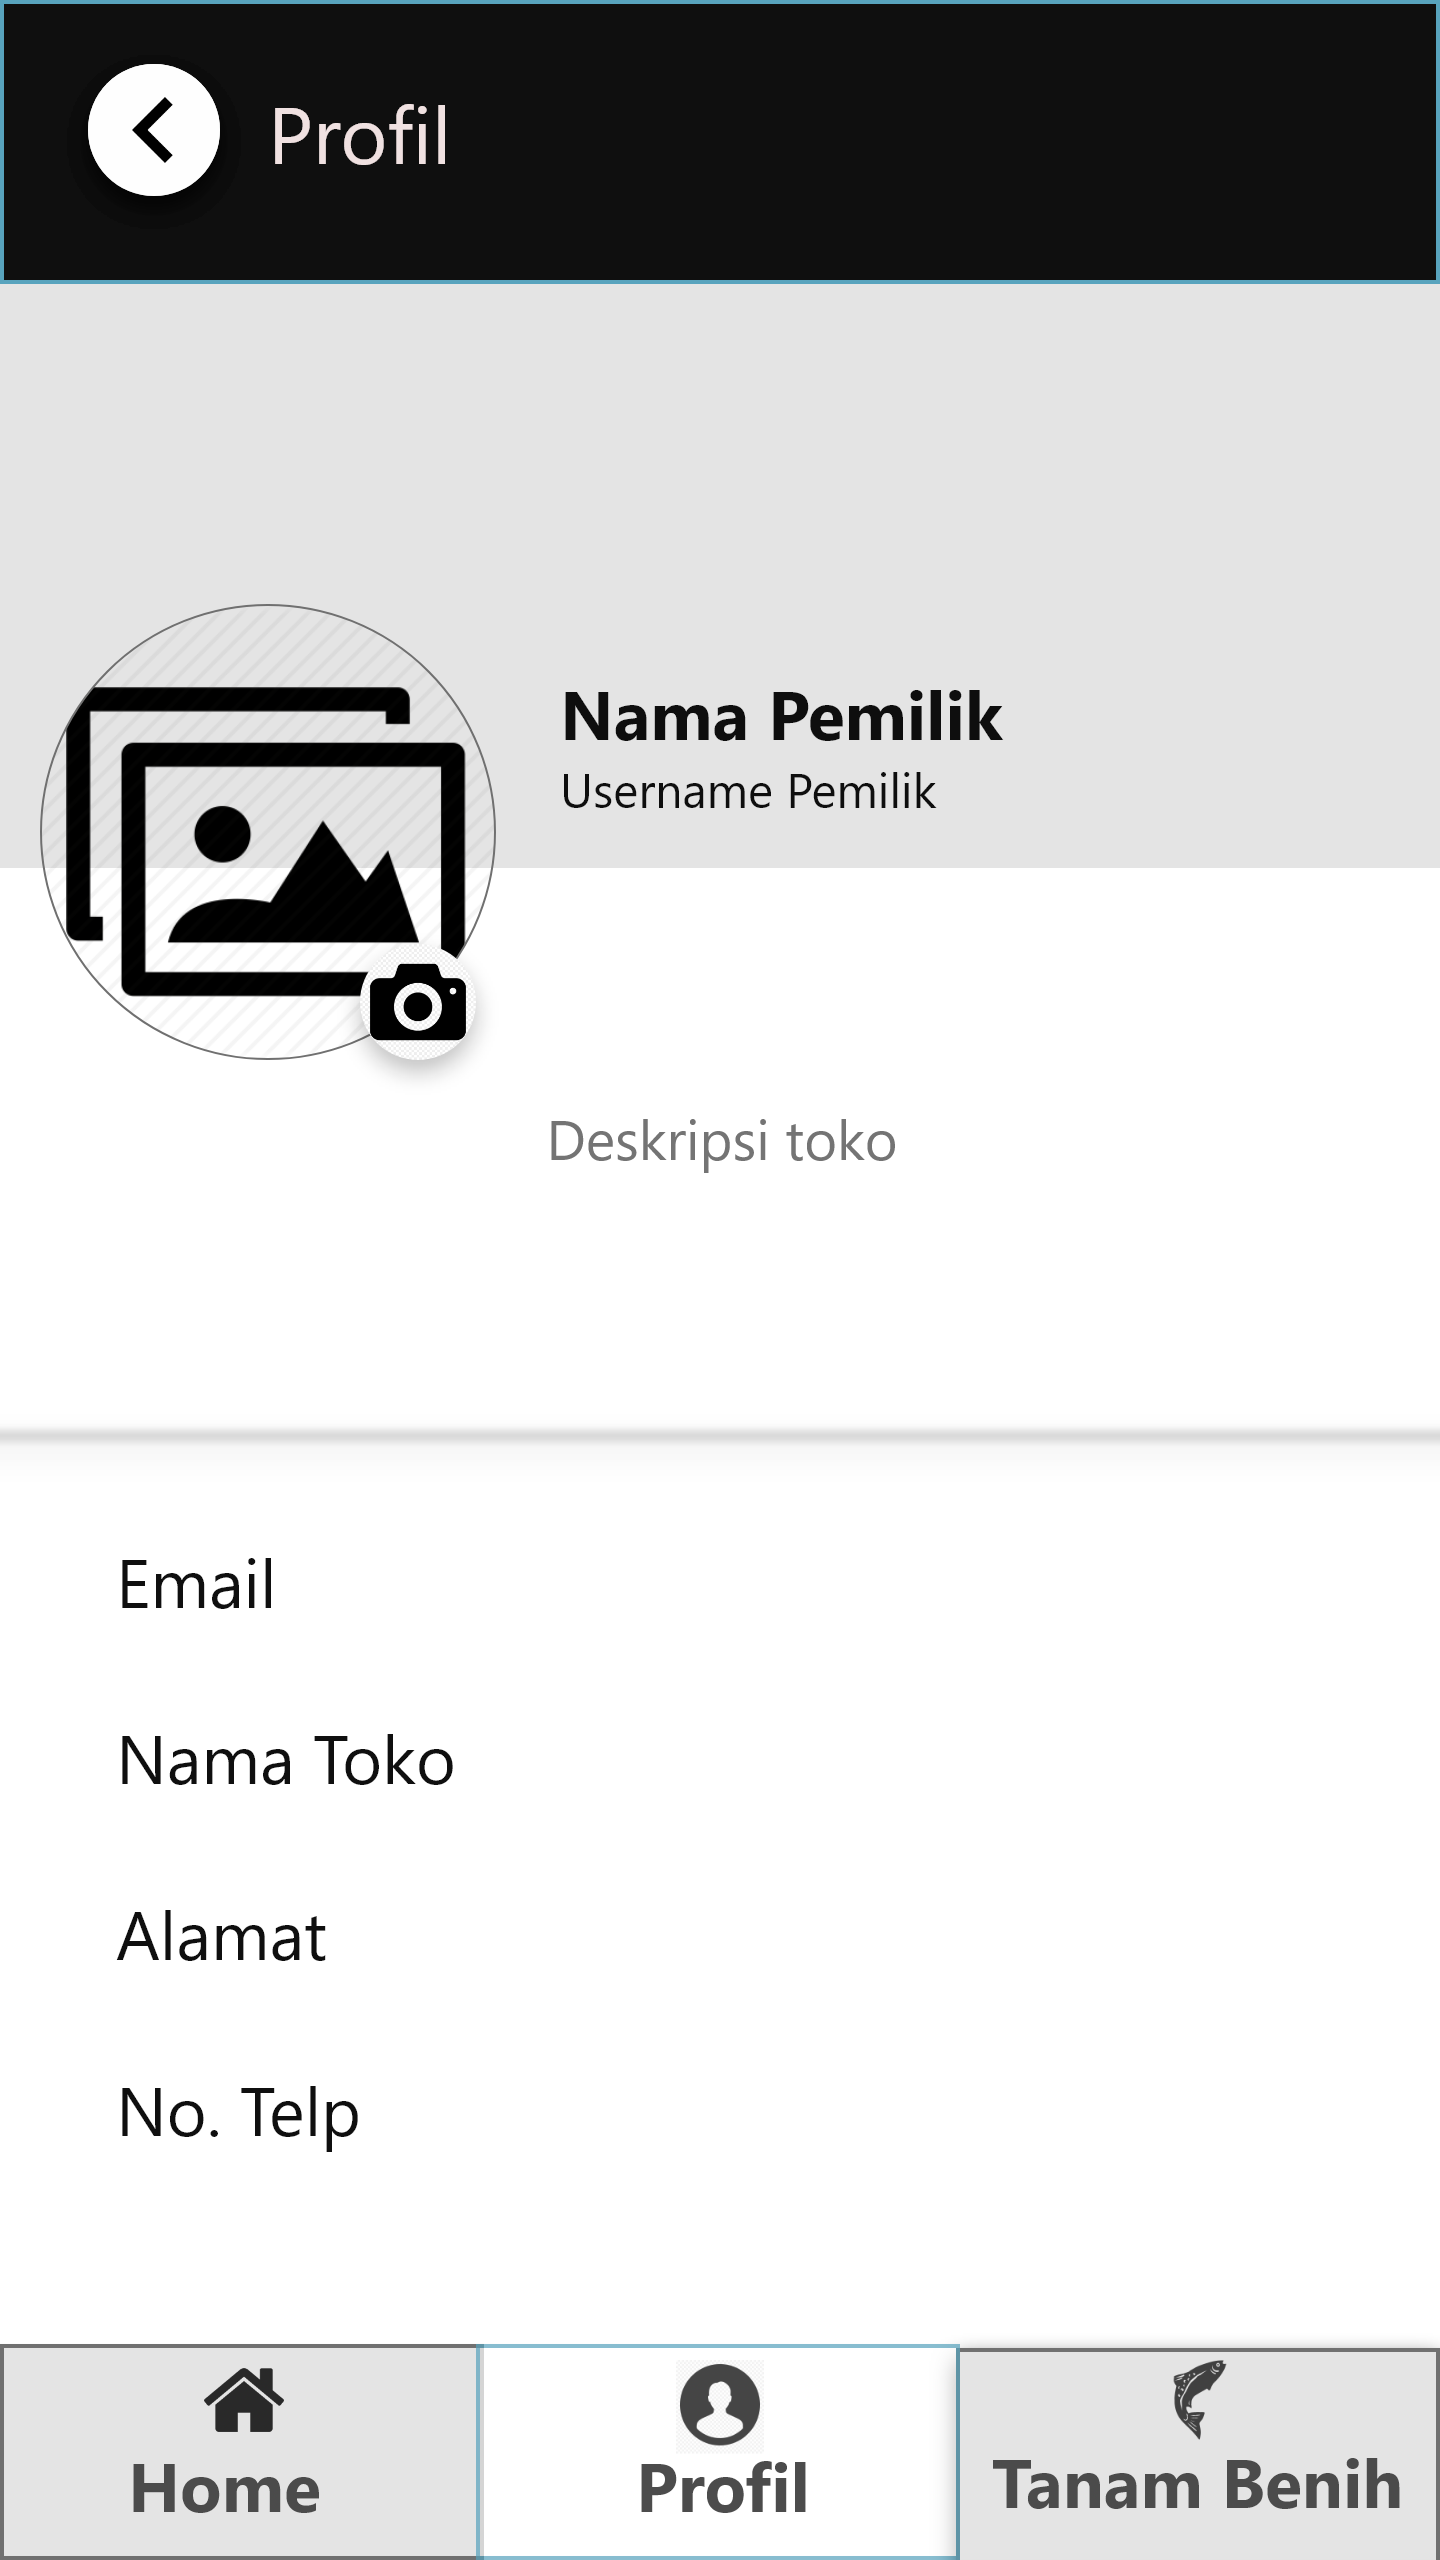 Profil
Nama Pemilik
Username Pemilik
Deskripsi toko
Email
Nama Toko
Alamat
No. Telp
Home
Profil
Tanam Benih